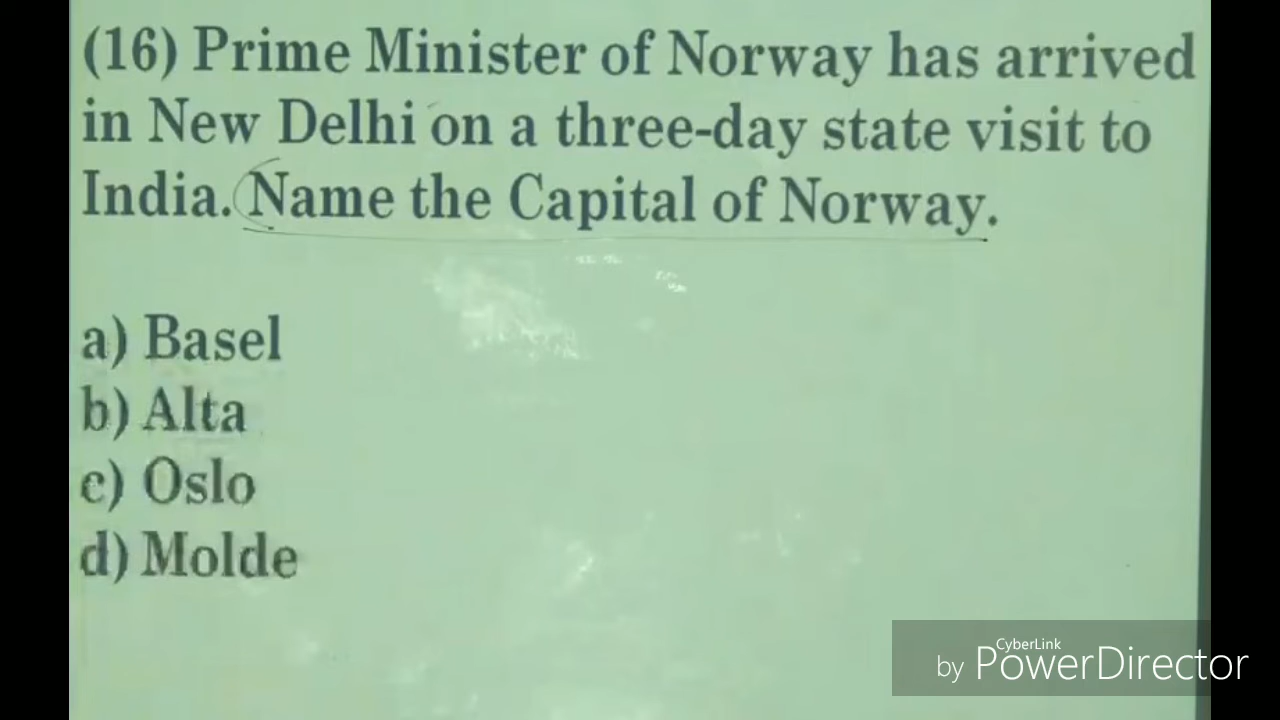 (16) Prime Minister of Norway has arrived
in New Delhi on a three-day state visit to
India. Name the Capital of Norway.
a) Basel
b) Alta
c) Oslo
d) Molde
CyberLink
by PowerDirector